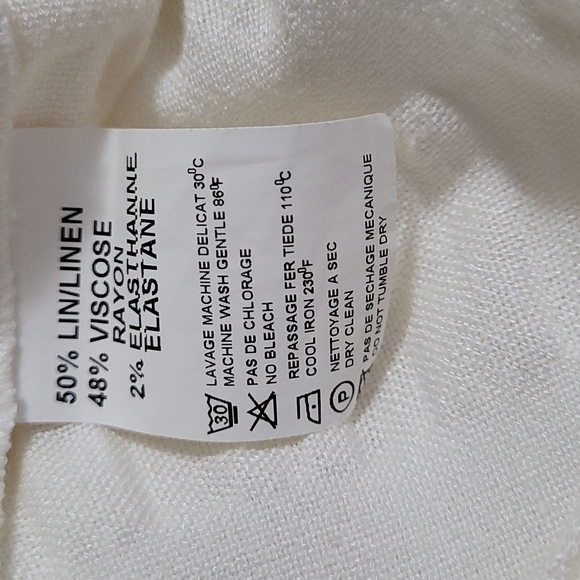 50% LIN/LINEN
48% VISCOSE
RAYON
2% ELASTHANNE
ELASTANE
30
LAVAGE MACHINE DELICAT 30°C
MACHINE WASH GENTLE 86°F
PAS DE CHLORAGE
NO BLEACH
REPASSAGE FER TIEDE 110°C
COOL IRON 230°F
P
NETTOYAGE A SEC
DRY CLEAN
PAS DE SECHAGE MECANIQUE
DO NOT TUMBLE DRY